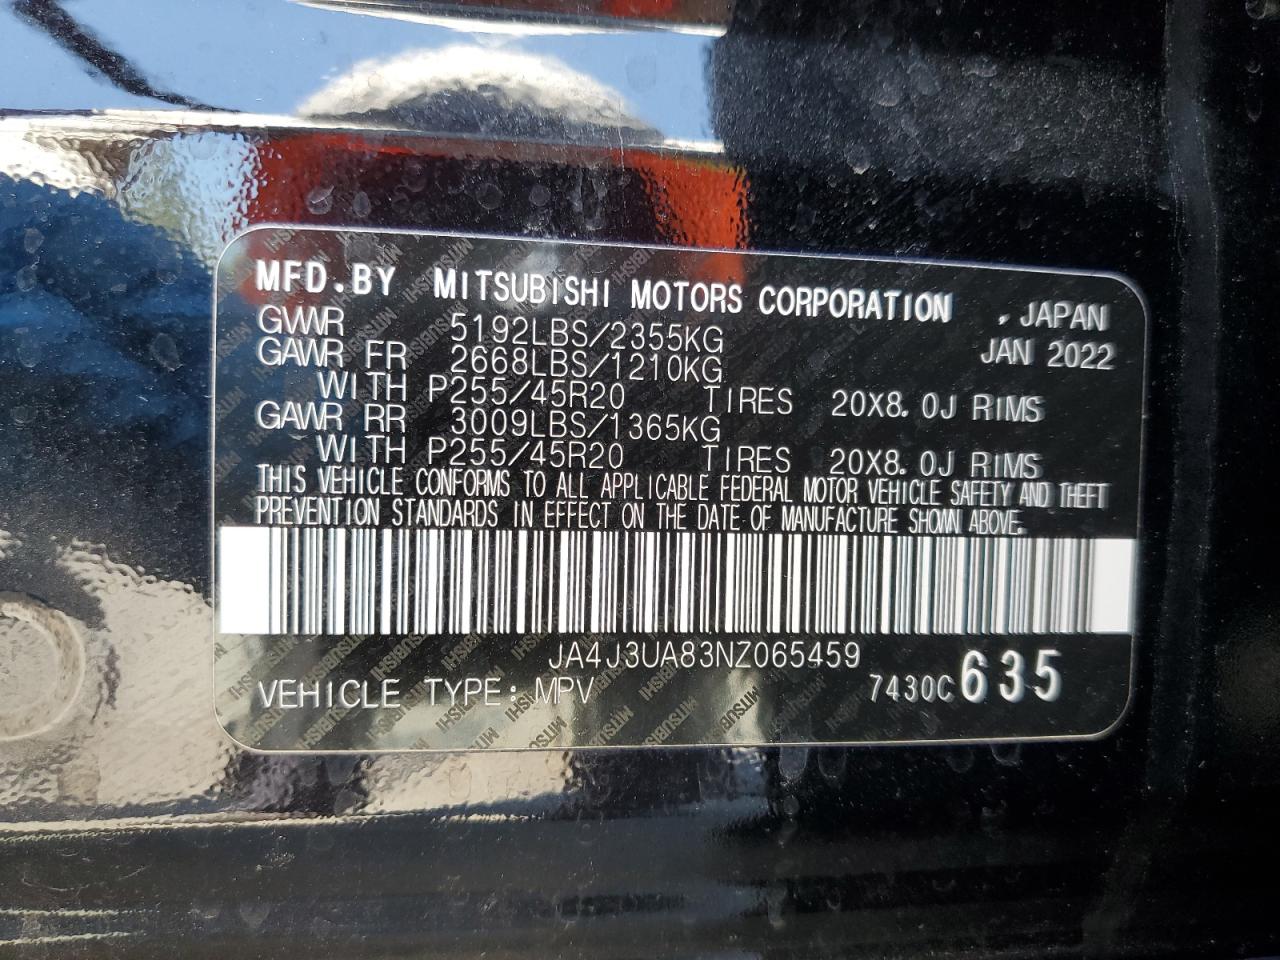 MFD.BY MITSUBISHI MOTORS CORPORATION , JAPAN
GVWR 5192LBS/2355KG JAN 2022
GAWR FR 2668LBS/1210KG
WITH P255/45R20 TIRES 20X8.0J RIMS
GAWR RR 3009LBS/1365KG
WITH P255/45R20 TIRES 20X8.0J RIMS
THIS VEHICLE CONFORMS TO ALL APPLICABLE FEDERAL MOTOR VEHICLE SAFETY AND THEFT
PREVENTION STANDARDS IN EFFECT ON THE DATE OF MANUFACTURE SHOWN ABOVE.
JA4J3UA83NZ065459
VEHICLE TYPE: MPV 7430C 635